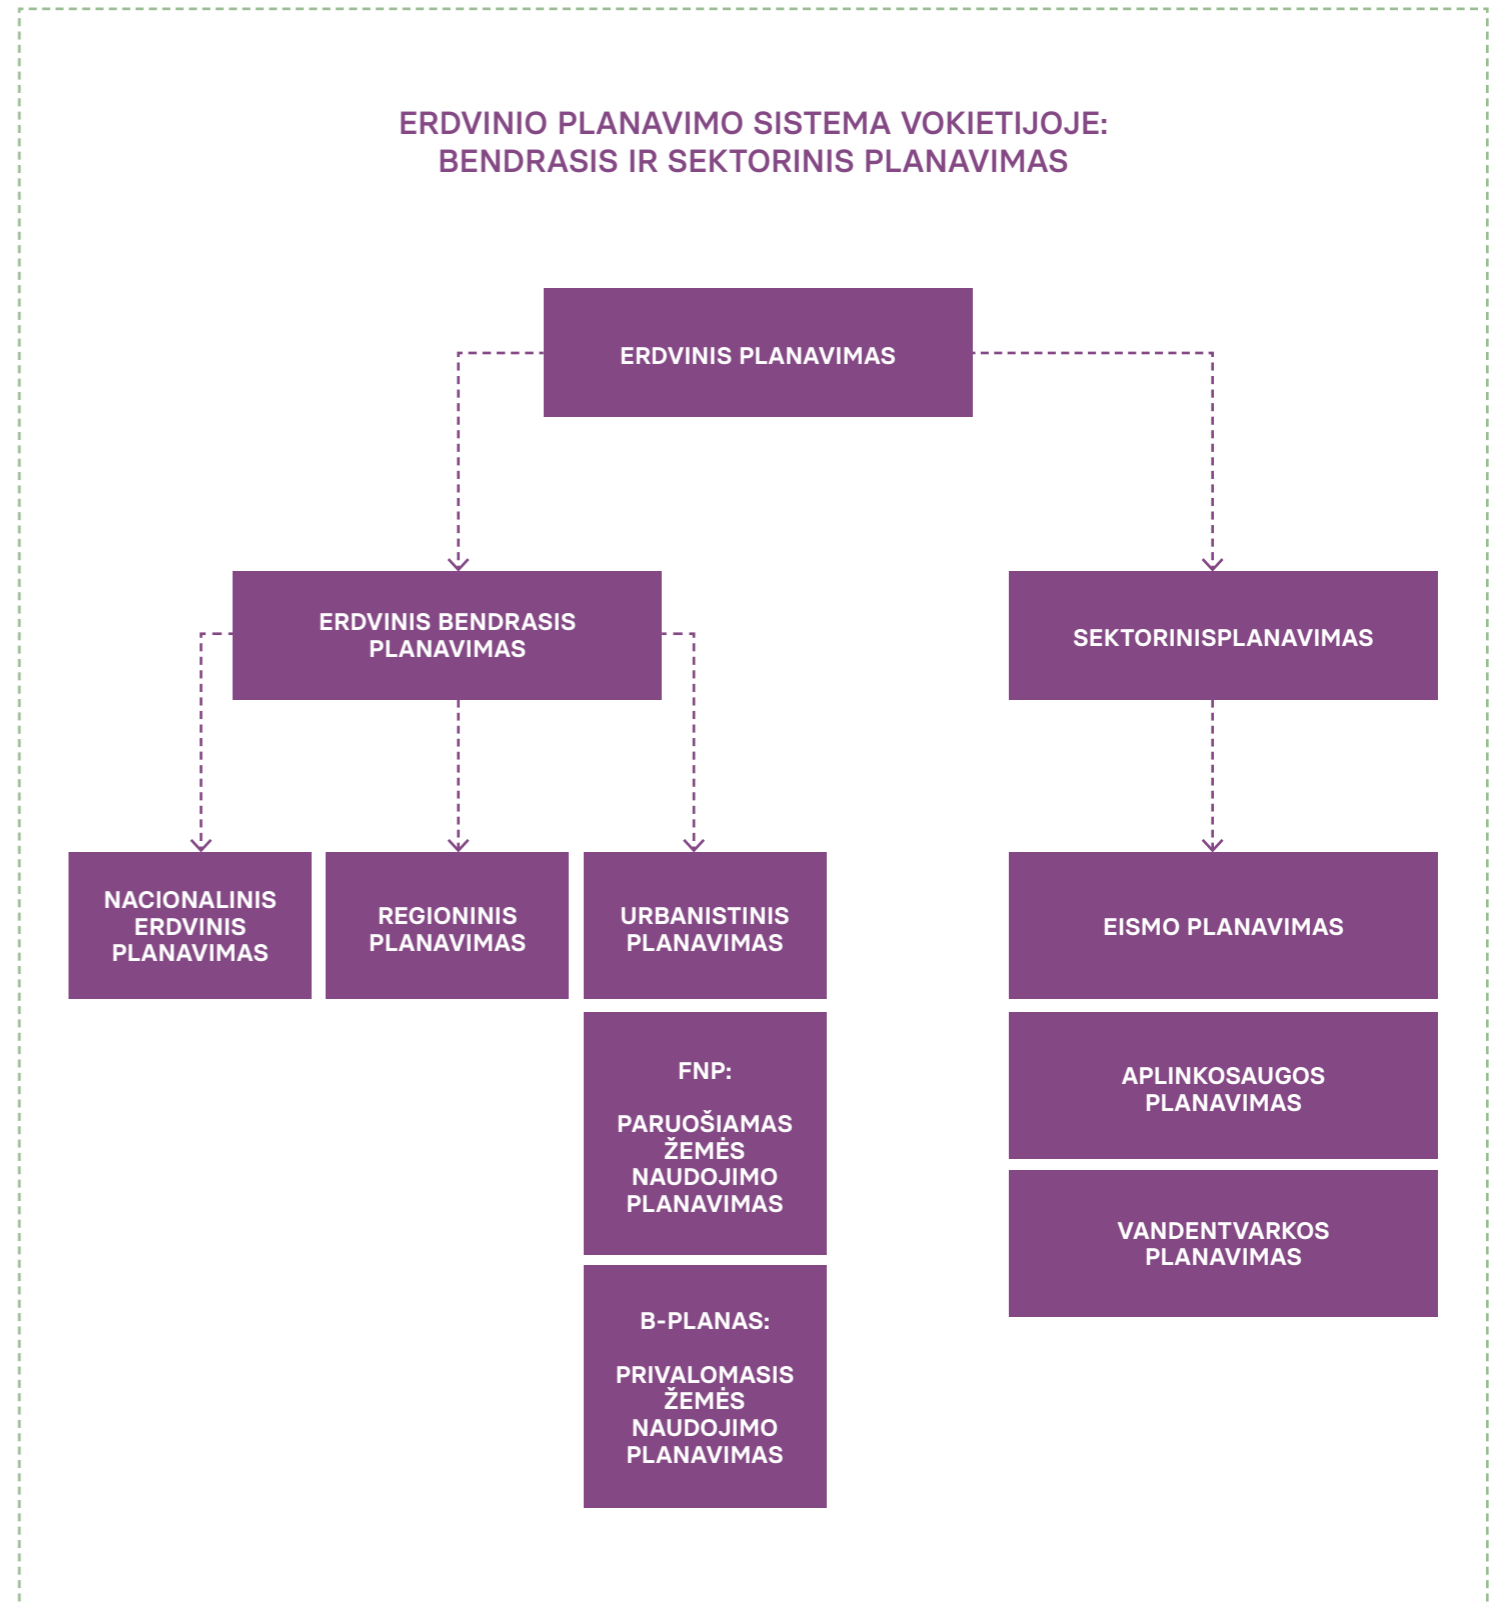 ERDVINIO PLANAVIMO SISTEMA VOKIETIJOJE:
BENDRASIS IR SEKTORINIS PLANAVIMAS
ERDVINIS PLANAVIMAS
ERDVINIS BENDRASIS
PLANAVIMAS
SEKTORINISPLANAVIMAS
NACIONALINIS
ERDVINIS
PLANAVIMAS
REGIONINIS
PLANAVIMAS
URBANISTINIS
PLANAVIMAS
FNP:
PARUOŠIAMAS
ŽEMĖS
NAUDOJIMO
PLANAVIMAS
B-PLANAS:
PRIVALOMASIS
ŽEMĖS
NAUDOJIMO
PLANAVIMAS
EISMO PLANAVIMAS
APLINKOSAUGOS
PLANAVIMAS
VANDENTVARKOS
PLANAVIMAS